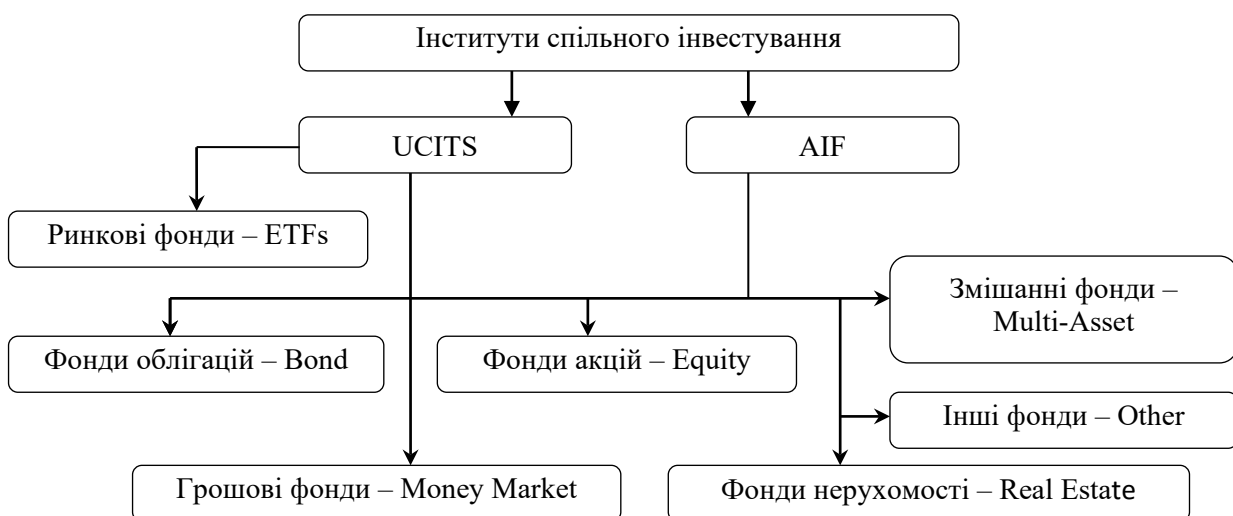 Інститути спільного інвестування
UCITS
AIF
Ринкові фонди – ETFs
Змішанні фонди –
Multi-Asset
Фонди облігацій – Bond
Фонди акцій – Equity
Інші фонди – Other
Грошові фонди – Money Market
Фонди нерухомості – Real Estate